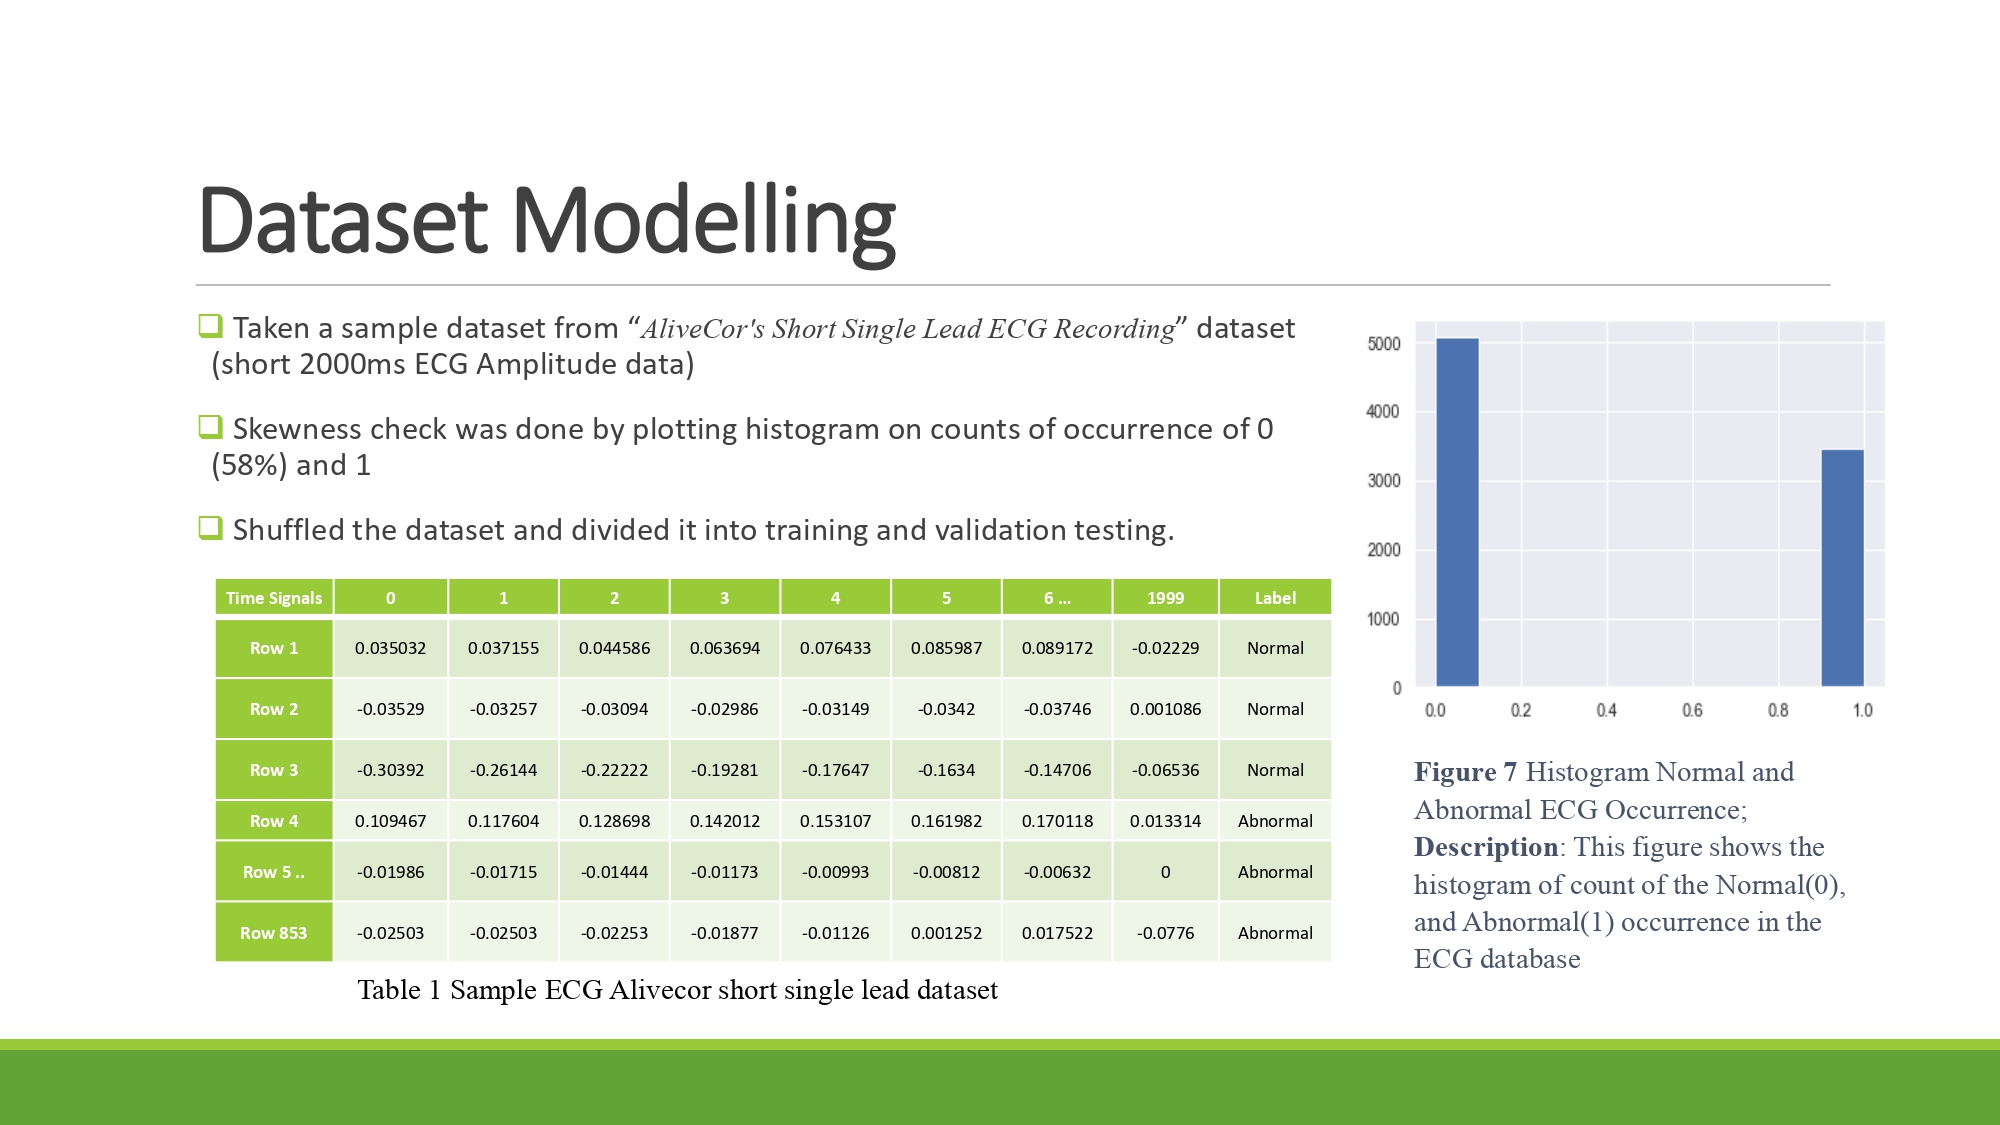 Dataset Modelling
Taken a sample dataset from “AliveCor's Short Single Lead ECG Recording” dataset
(short 2000ms ECG Amplitude data)
Skewness check was done by plotting histogram on counts of occurrence of 0
(58%) and 1
Shuffled the dataset and divided it into training and validation testing.
Time Signals 0 1 2 3 4 5 6 ... 1999 Label
Row 1 0.035032 0.037155 0.044586 0.063694 0.076433 0.085987 0.089172 -0.02229 Normal
Row 2 -0.03529 -0.03257 -0.03094 -0.02986 -0.03149 -0.0342 -0.03746 0.001086 Normal
Row 3 -0.30392 -0.26144 -0.22222 -0.19281 -0.17647 -0.1634 -0.14706 -0.06536 Normal
Row 4 0.109467 0.117604 0.128698 0.142012 0.153107 0.161982 0.170118 0.013314 Abnormal
Row 5 .. -0.01986 -0.01715 -0.01444 -0.01173 -0.00993 -0.00812 -0.00632 0 Abnormal
Row 853 -0.02503 -0.02503 -0.02253 -0.01877 -0.01126 0.001252 0.017522 -0.0776 Abnormal
Table 1 Sample ECG Alivecor short single lead dataset
5000
4000
3000
2000
1000
0
0.0 0.2 0.4 0.6 0.8 1.0
Figure 7 Histogram Normal and
Abnormal ECG Occurrence;
Description: This figure shows the
histogram of count of the Normal(0),
and Abnormal(1) occurrence in the
ECG database